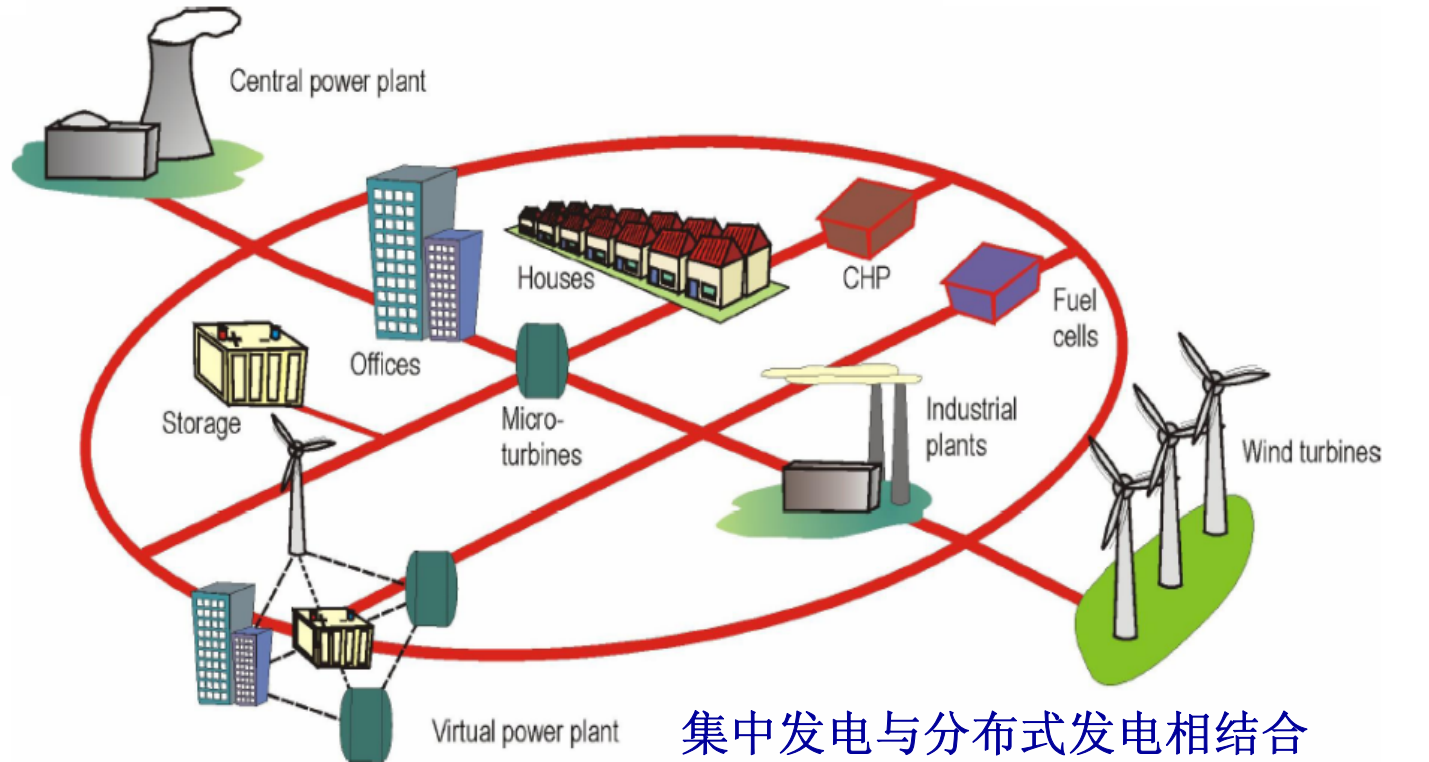 Central power plant
Houses
CHP
Fuel
cells
Offices
Storage
Micro-
turbines
Industrial
plants
Wind turbines
Virtual power plant
集中发电与分布式发电相结合